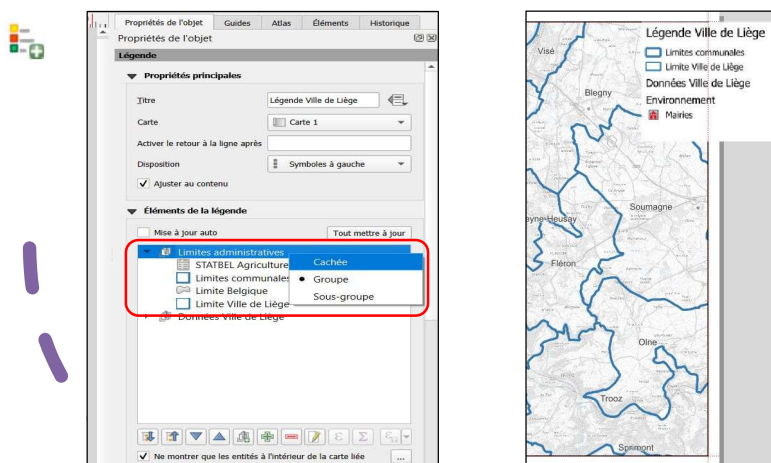 Propriétés de l'objet Guides Atlas Éléments Historique
Propriétés de l'objet
Légende
Propriétés principales
Titre Légende Ville de Liège
Carte Carte 1
Activer le retour à la ligne après
Disposition Symboles à gauche
Ajuster au contenu
Éléments de la légende
Mise à jour auto Tout mettre à jour
Limites administratives
STATBEL Agriculture
Limites communales
Limite Belgique
Limite Ville de Liège
Données Ville de Liège
Cachée
Groupe
Sous-groupe
Ne montrer que les entités à l'intérieur de la carte liée ...
Légende Ville de Liège
Limites communales
Limite Ville de Liège
Données Ville de Liège
Environnement
Mairies
Visé
Blegny
Soumagne
eyne-Heusay
Fléron
Olne
Trooz
Sprimont